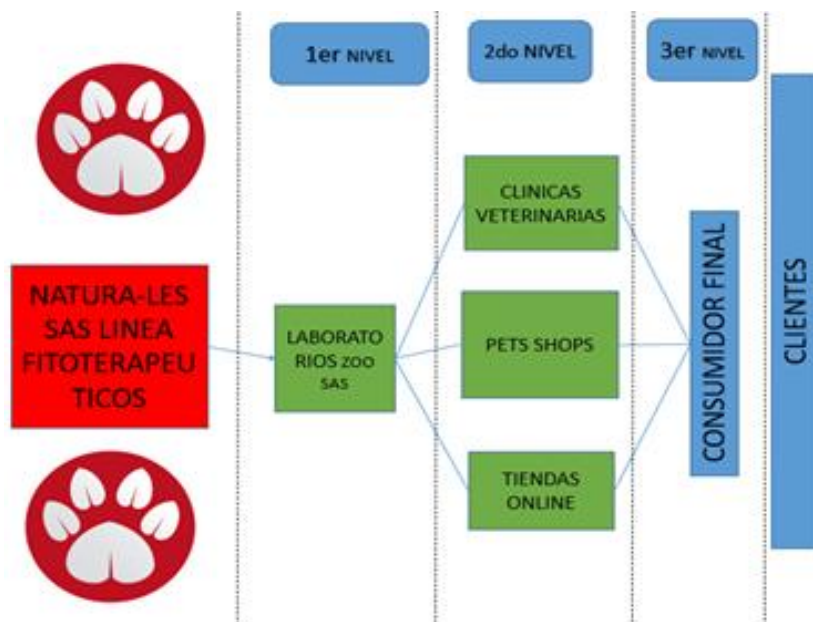 1er NIVEL
2do NIVEL
3er NIVEL
CLINICAS
VETERINARIAS
NATURA-LES
SAS LINEA
FITOTERAPEU
TICOS
LABORATO
RIOS ZOO
SAS
PETS SHOPS
TIENDAS
ONLINE
CONSUMIDOR FINAL
CLIENTES